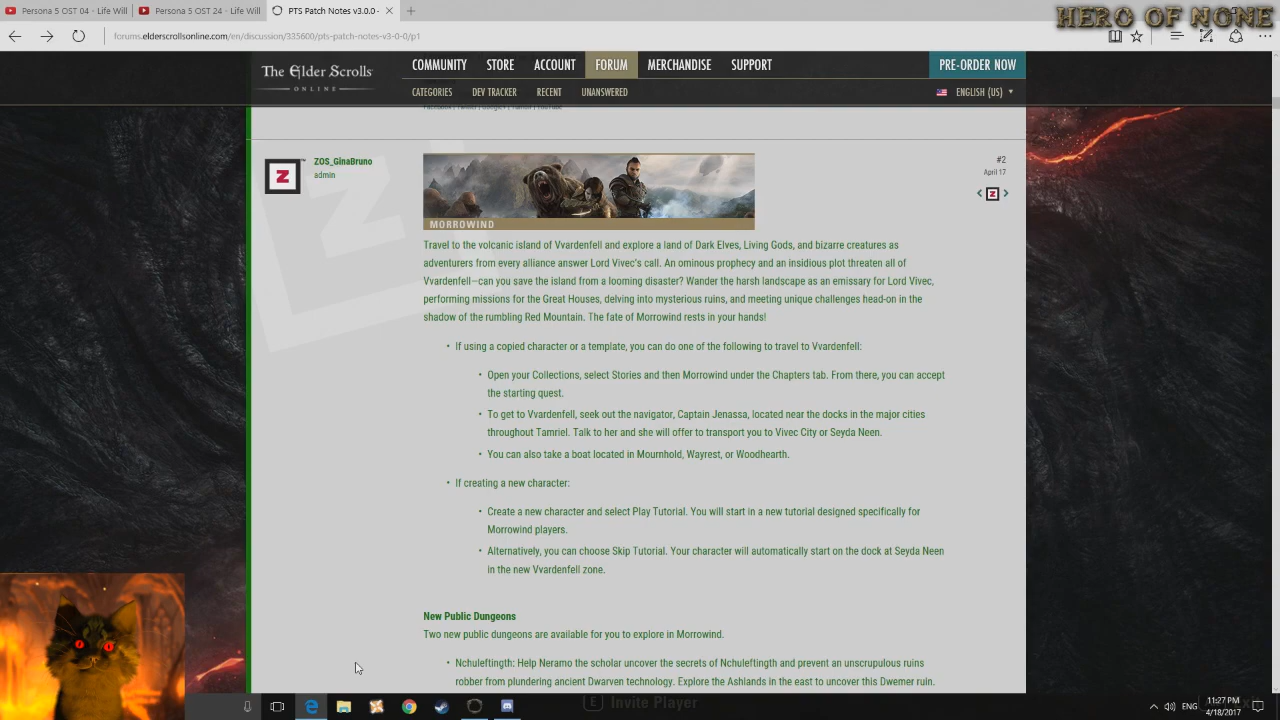 Persona 5 OST 04 - Life Will
Persona 5 OST 24 - Life Will
PTS Patch Notes v3.0.0 -
HERO OF NONE
forums.elderscrollsonline.com/en/discussion/335600/pts-patch-notes-v3-0-0/p1
The Elder Scrolls
ONLINE
COMMUNITY STORE ACCOUNT FORUM MERCHANDISE SUPPORT
PRE-ORDER NOW
CATEGORIES DEV TRACKER RECENT UNANSWERED
ENGLISH (US)
ZOS_GinaBruno
admin
#2
April 17
MORROWIND
Travel to the volcanic island of Vvardenfell and explore a land of Dark Elves, Living Gods, and bizarre creatures as
adventurers from every alliance answer Lord Vivec's call. An ominous prophecy and an insidious plot threaten all of
Vvardenfell—can you save the island from a looming disaster? Wander the harsh landscape as an emissary for Lord Vivec,
performing missions for the Great Houses, delving into mysterious ruins, and meeting unique challenges head-on in the
shadow of the rumbling Red Mountain. The fate of Morrowind rests in your hands!
• If using a copied character or a template, you can do one of the following to travel to Vvardenfell:
• Open your Collections, select Stories and then Morrowind under the Chapters tab. From there, you can accept
the starting quest.
• To get to Vvardenfell, seek out the navigator, Captain Jenassa, located near the docks in the major cities
throughout Tamriel. Talk to her and she will offer to transport you to Vivec City or Seyda Neen.
• You can also take a boat located in Mournhold, Wayrest, or Woodhearth.
• If creating a new character:
• Create a new character and select Play Tutorial. You will start in a new tutorial designed specifically for
Morrowind players.
• Alternatively, you can choose Skip Tutorial. Your character will automatically start on the dock at Seyda Neen
in the new Vvardenfell zone.
New Public Dungeons
Two new public dungeons are available for you to explore in Morrowind.
• Nchuleftingth: Help Neramo the scholar uncover the secrets of Nchuleftingth and prevent an unscrupulous ruins
robber from plundering ancient Dwarven technology. Explore the Ashlands in the east to uncover this Dwemer ruin.
E Invite Player
ENG
11:27 PM
4/18/2017